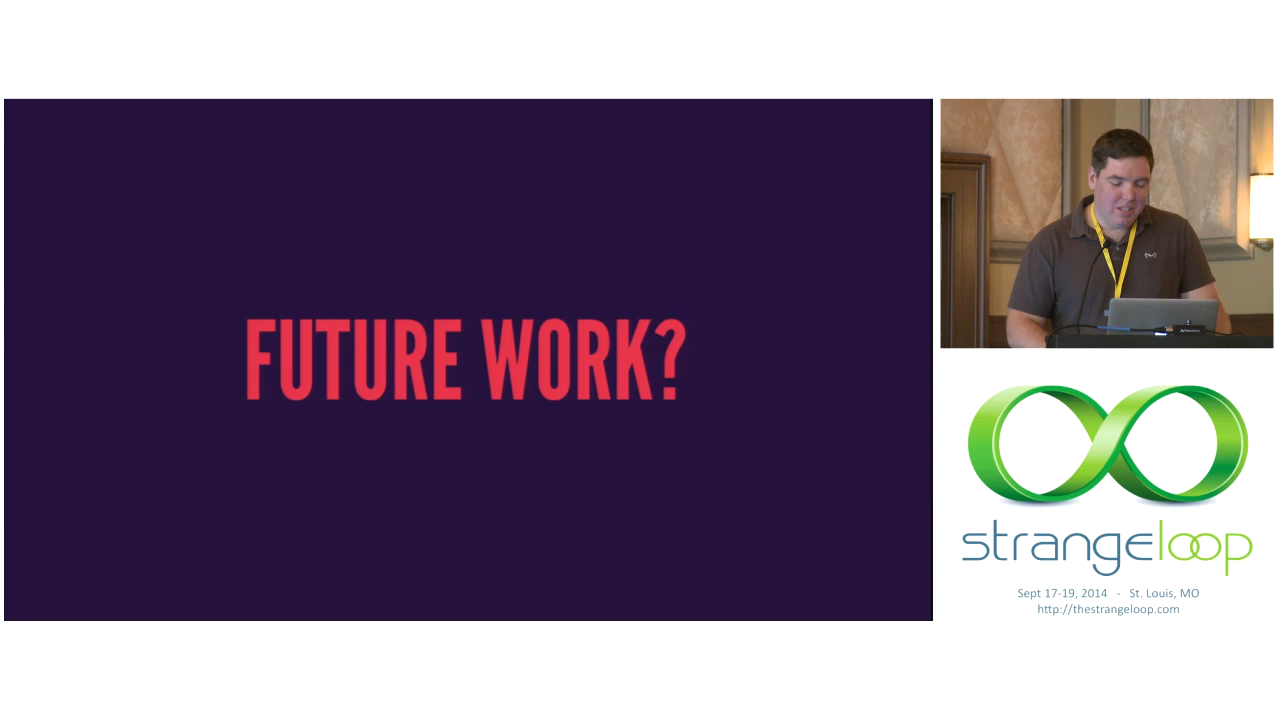 FUTURE WORK?
strangeloop
Sept 17-19, 2014 - St. Louis, MO
http://thestrangeloop.com